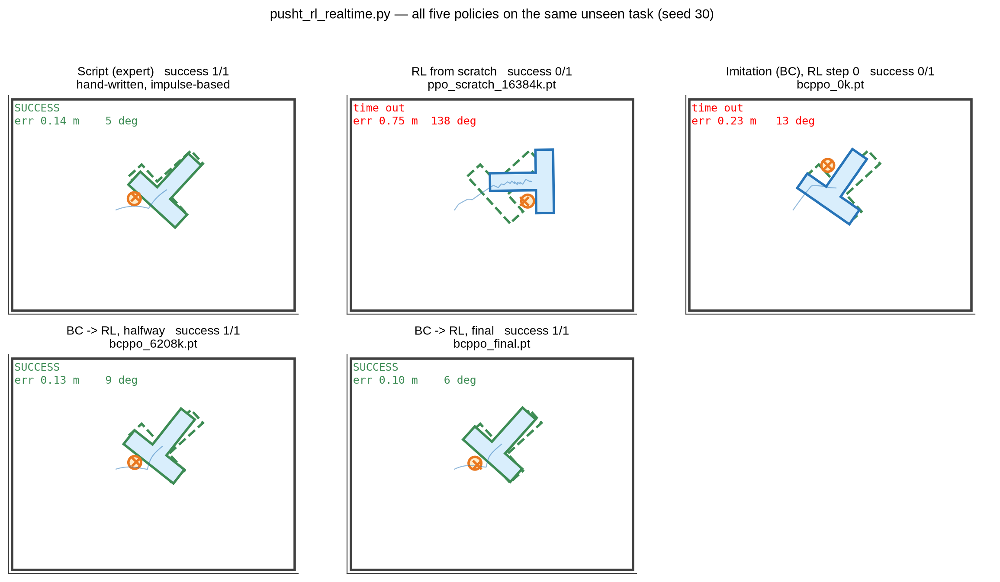 pusht_rl_realtime.py — all five policies on the same unseen task (seed 30)
Script (expert)   success 1/1
hand-written, impulse-based
SUCCESS
err 0.14 m    5 deg
RL from scratch   success 0/1
ppo_scratch_16384k.pt
time out
err 0.75 m  138 deg
Imitation (BC), RL step 0   success 0/1
bcppo_0k.pt
time out
err 0.23 m   13 deg
BC -> RL, halfway   success 1/1
bcppo_6208k.pt
SUCCESS
err 0.13 m    9 deg
BC -> RL, final   success 1/1
bcppo_final.pt
SUCCESS
err 0.10 m    6 deg